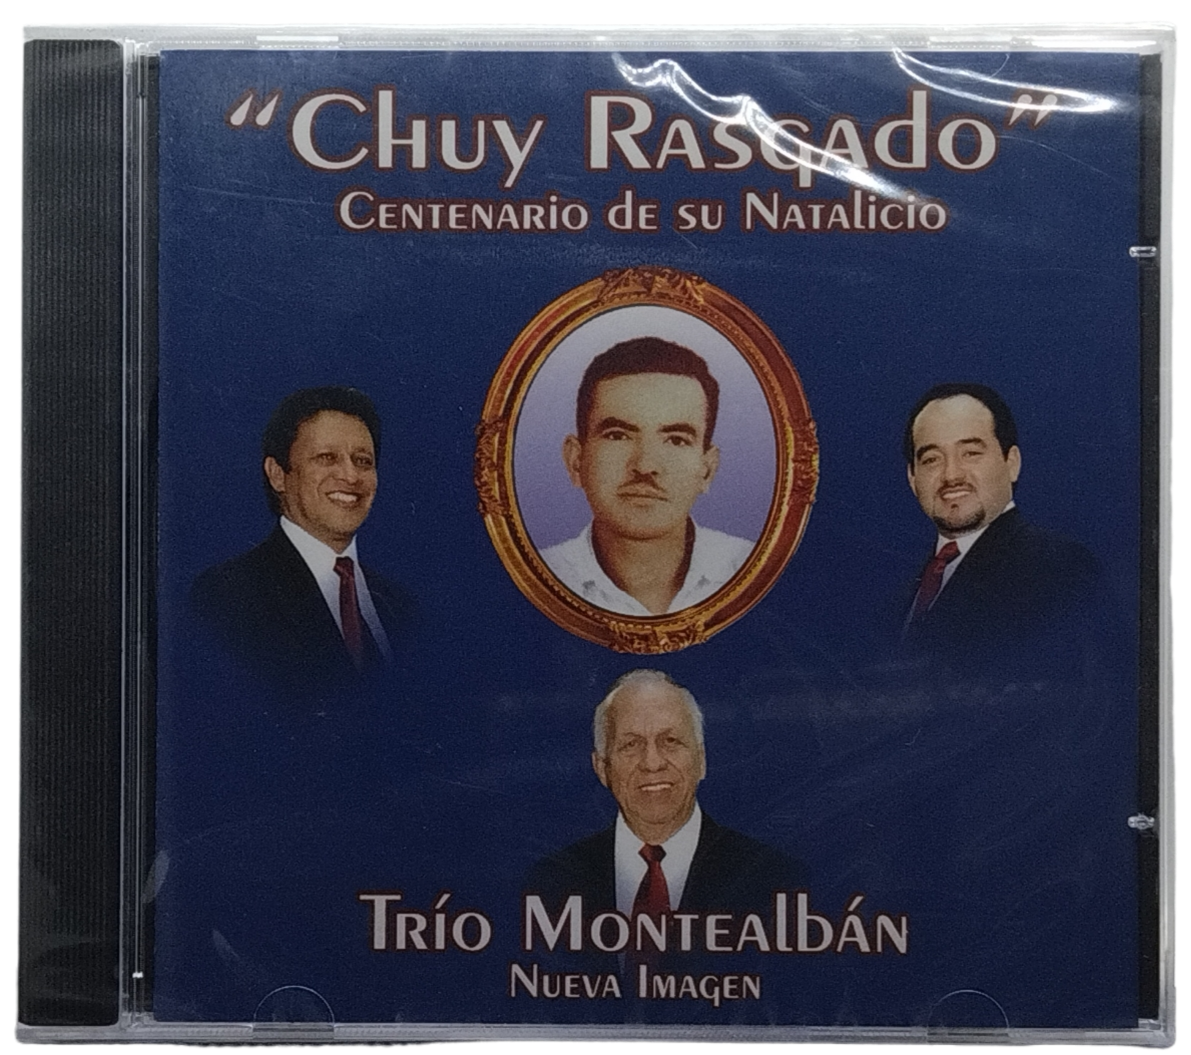 “Chuy Rasgado”
Centenario de su Natalicio
Trío Montealbán
Nueva Imagen